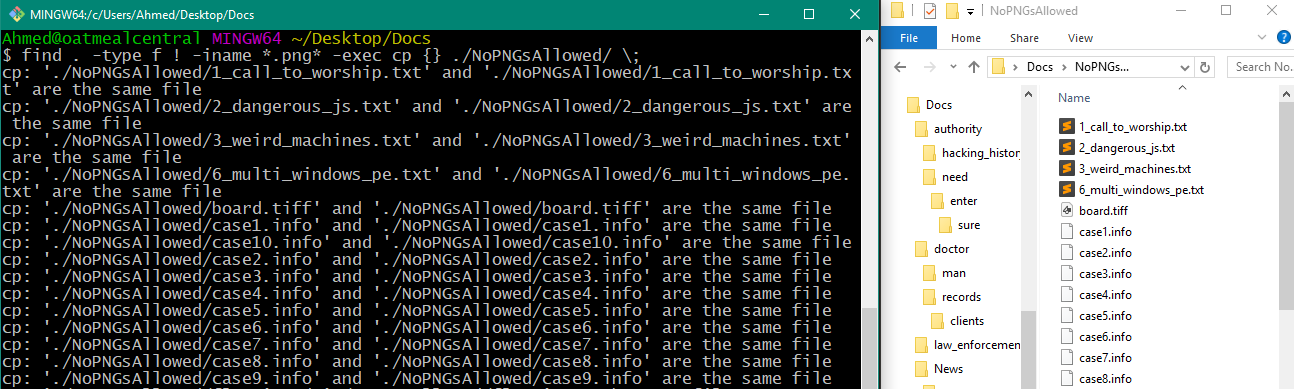 MINGW64:/c/Users/Ahmed/Desktop/Docs
Ahmed@oatmealcentral MINGW64 ~/Desktop/Docs
$ find . -type f ! -iname *.png* -exec cp {} ./NoPNGsAllowed/ \;
cp: './NoPNGsAllowed/1_call_to_worship.txt' and './NoPNGsAllowed/1_call_to_worship.tx
t' are the same file
cp: './NoPNGsAllowed/2_dangerous_js.txt' and './NoPNGsAllowed/2_dangerous_js.txt' are
the same file
cp: './NoPNGsAllowed/3_weird_machines.txt' and './NoPNGsAllowed/3_weird_machines.txt'
are the same file
cp: './NoPNGsAllowed/6_multi_windows_pe.txt' and './NoPNGsAllowed/6_multi_windows_pe.
txt' are the same file
cp: './NoPNGsAllowed/board.tiff' and './NoPNGsAllowed/board.tiff' are the same file
cp: './NoPNGsAllowed/case1.info' and './NoPNGsAllowed/case1.info' are the same file
cp: './NoPNGsAllowed/case10.info' and './NoPNGsAllowed/case10.info' are the same file
cp: './NoPNGsAllowed/case2.info' and './NoPNGsAllowed/case2.info' are the same file
cp: './NoPNGsAllowed/case3.info' and './NoPNGsAllowed/case3.info' are the same file
cp: './NoPNGsAllowed/case4.info' and './NoPNGsAllowed/case4.info' are the same file
cp: './NoPNGsAllowed/case5.info' and './NoPNGsAllowed/case5.info' are the same file
cp: './NoPNGsAllowed/case6.info' and './NoPNGsAllowed/case6.info' are the same file
cp: './NoPNGsAllowed/case7.info' and './NoPNGsAllowed/case7.info' are the same file
cp: './NoPNGsAllowed/case8.info' and './NoPNGsAllowed/case8.info' are the same file
cp: './NoPNGsAllowed/case9.info' and './NoPNGsAllowed/case9.info' are the same file
NoPNGsAllowed
File Home Share View
Docs NoPNGs...
Search No...
Docs
authority
hacking_history
need
enter
sure
doctor
man
records
clients
law_enforcemen
News
Name
1_call_to_worship.txt
2_dangerous_js.txt
3_weird_machines.txt
6_multi_windows_pe.txt
board.tiff
case1.info
case2.info
case3.info
case4.info
case5.info
case6.info
case7.info
case8.info